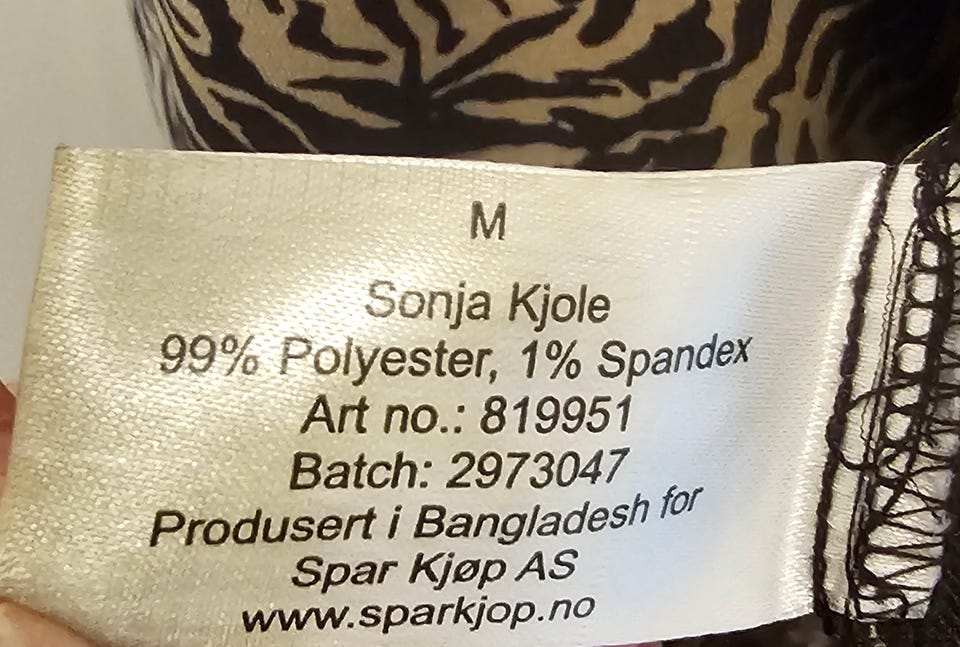 M
Sonja Kjole
99% Polyester, 1% Spandex
Art no.: 819951
Batch: 2973047
Produsert i Bangladesh for
Spar Kjøp AS
www.sparkjop.no